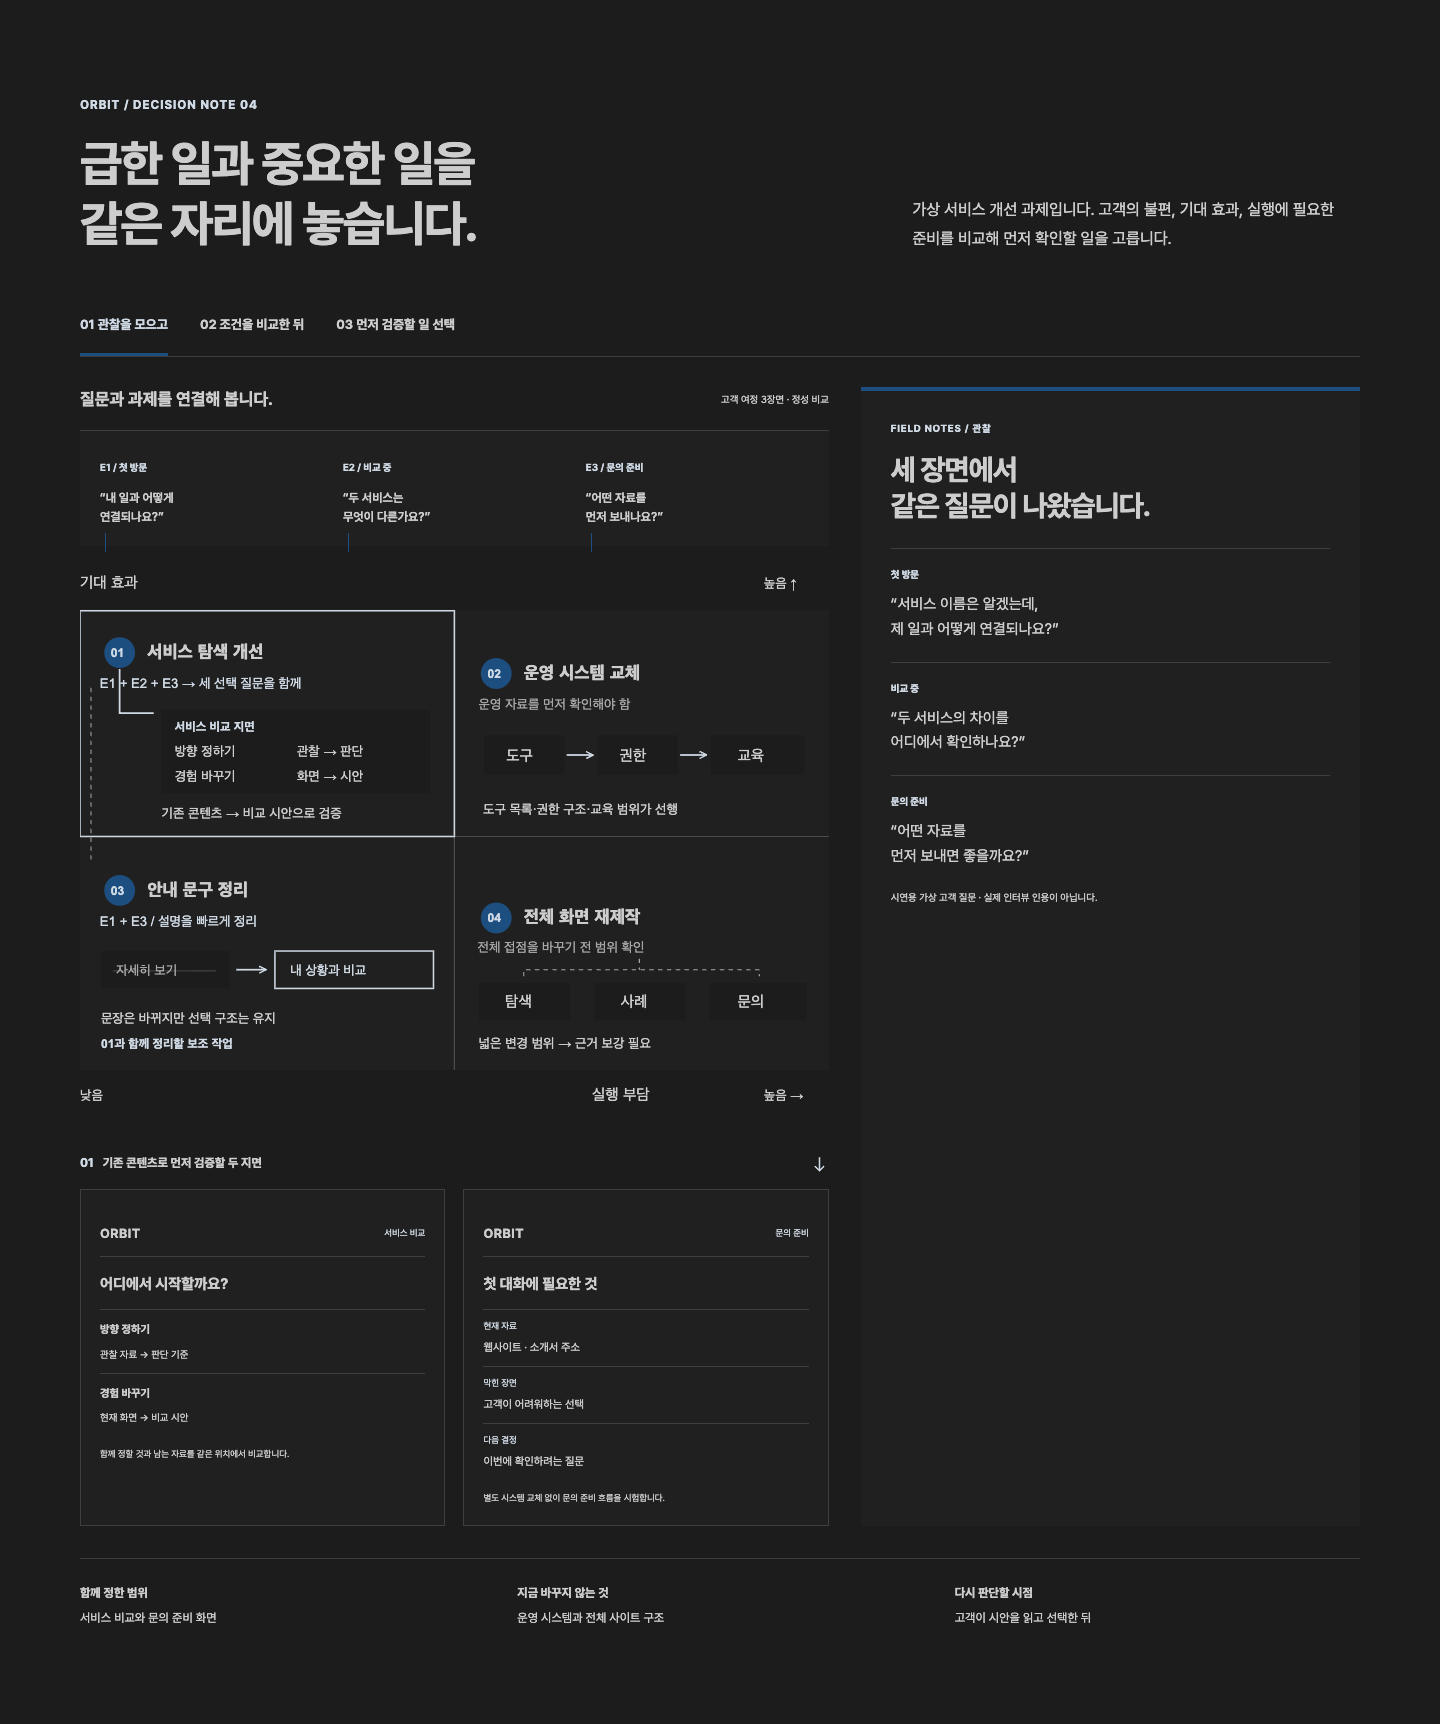 ORBIT / DECISION NOTE 04
급한 일과 중요한 일을
같은 자리에 놓습니다.
가상 서비스 개선 과제입니다. 고객의 불편, 기대 효과, 실행에 필요한
준비를 비교해 먼저 확인할 일을 고릅니다.
01 관찰을 모으고
02 조건을 비교한 뒤
03 먼저 검증할 일 선택
질문과 과제를 연결해 봅니다.
고객 여정 3장면 · 정성 비교
E1 / 첫 방문
“내 일과 어떻게
연결되나요?”
E2 / 비교 중
“두 서비스는
무엇이 다른가요?”
E3 / 문의 준비
“어떤 자료를
먼저 보내나요?”
기대 효과
높음 ↑
01 서비스 탐색 개선
E1 + E2 + E3 → 세 선택 질문을 함께
서비스 비교 지면
방향 정하기 관찰 → 판단
경험 바꾸기 화면 → 시안
기존 콘텐츠 → 비교 시안으로 검증
02 운영 시스템 교체
운영 자료를 먼저 확인해야 함
도구 권한 교육
도구 목록·권한 구조·교육 범위가 선행
03 안내 문구 정리
E1 + E3 / 설명을 빠르게 정리
자세히 보기
내 상황과 비교
문장은 바뀌지만 선택 구조는 유지
01과 함께 정리할 보조 작업
04 전체 화면 재제작
전체 접점을 바꾸기 전 범위 확인
탐색 사례 문의
넓은 변경 범위 → 근거 보강 필요
낮음
실행 부담
높음 →
01 기존 콘텐츠로 먼저 검증할 두 지면
↓
ORBIT
서비스 비교
어디에서 시작할까요?
방향 정하기
관찰 자료 → 판단 기준
경험 바꾸기
현재 화면 → 비교 시안
함께 정할 것과 남는 자료를 같은 위치에서 비교합니다.
ORBIT
문의 준비
첫 대화에 필요한 것
현재 자료
웹사이트 · 소개서 주소
막힌 장면
고객이 어려워하는 선택
다음 결정
이번에 확인하려는 질문
별도 시스템 교체 없이 문의 준비 흐름을 시험합니다.
FIELD NOTES / 관찰
세 장면에서
같은 질문이 나왔습니다.
첫 방문
“서비스 이름은 알겠는데,
제 일과 어떻게 연결되나요?”
비교 중
“두 서비스의 차이를
어디에서 확인하나요?”
문의 준비
“어떤 자료를
먼저 보내면 좋을까요?”
시연용 가상 고객 질문 · 실제 인터뷰 인용이 아닙니다.
함께 정한 범위
서비스 비교와 문의 준비 화면
지금 바꾸지 않는 것
운영 시스템과 전체 사이트 구조
다시 판단할 시점
고객이 시안을 읽고 선택한 뒤